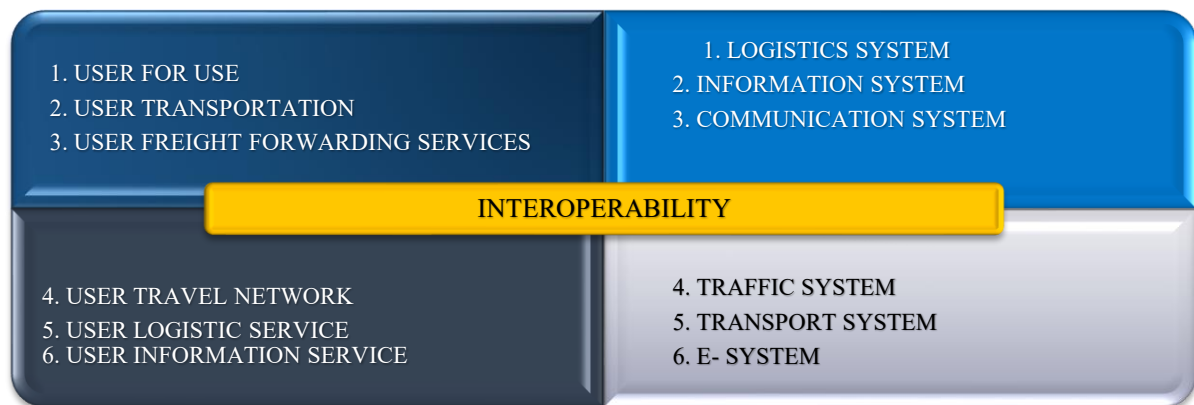 1. USER FOR USE
2. USER TRANSPORTATION
3. USER FREIGHT FORWARDING SERVICES
1. LOGISTICS SYSTEM
2. INFORMATION SYSTEM
3. COMMUNICATION SYSTEM
INTEROPERABILITY
4. USER TRAVEL NETWORK
5. USER LOGISTIC SERVICE
6. USER INFORMATION SERVICE
4. TRAFFIC SYSTEM
5. TRANSPORT SYSTEM
6. E- SYSTEM